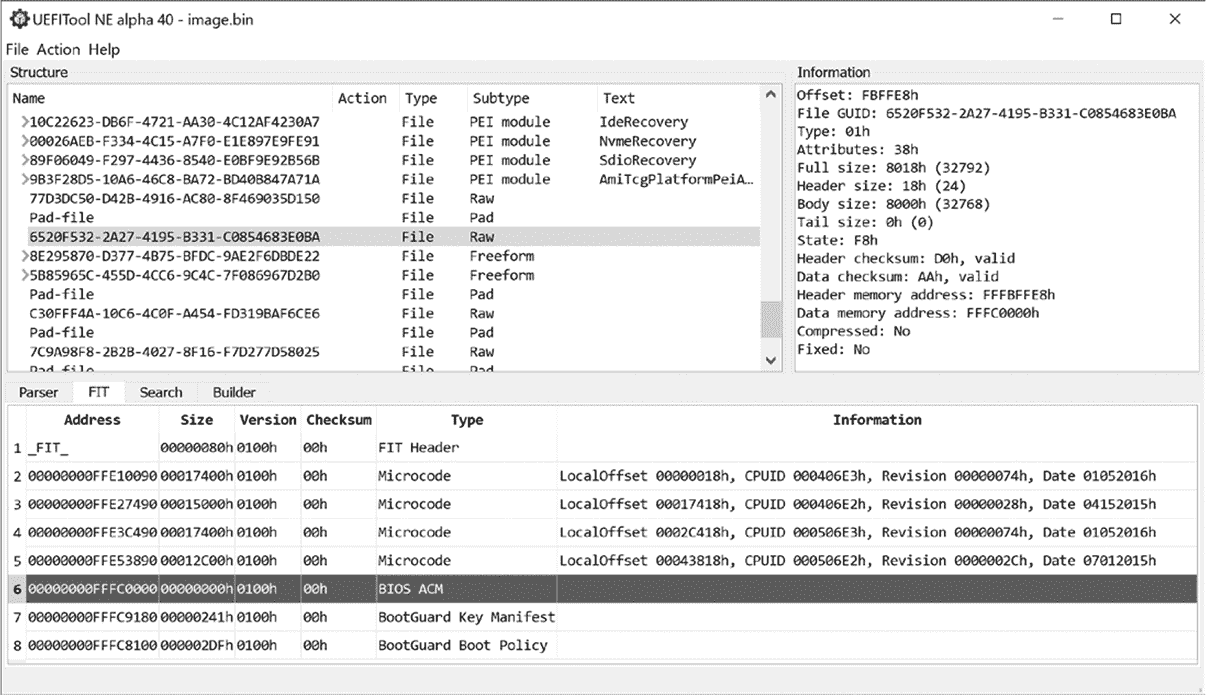 UEFITool NE alpha 40 - image.bin
File Action Help
Structure
Name Action Type Subtype Text
10C22623-DB6F-4721-AA30-4C12AF4230A7 File PEI module IdeRecovery
00026AEB-F334-4C15-A7F0-E1E897E9FE91 File PEI module NvmeRecovery
89F06049-F297-4436-8540-E0BF9E92B56B File PEI module SdioRecovery
9B3F28D5-10A6-46C8-BA72-BD40B847A71A File PEI module AmiTcgPlatformPeiA…
77D3DC50-D42B-4916-AC80-8F469035D150 File Raw
Pad-file File Pad
6520F532-2A27-4195-B331-C0854683E0BA File Raw
8E295870-D377-4B75-BFDC-9AE2F6DBDE22 File Freeform
5B85965C-455D-4CC6-9C4C-7F086967D2B0 File Freeform
Pad-file File Pad
C30FFF4A-10C6-4C0F-A454-FD319BAF6CE6 File Raw
Pad-file File Pad
7C9A98F8-2B2B-4027-8F16-F7D277D58025 File Raw
Pad-file File Pad
Information
Offset: FBFFE8h
File GUID: 6520F532-2A27-4195-B331-C0854683E0BA
Type: 01h
Attributes: 38h
Full size: 8018h (32792)
Header size: 18h (24)
Body size: 8000h (32768)
Tail size: 0h (0)
State: F8h
Header checksum: D0h, valid
Data checksum: AAh, valid
Header memory address: FFFBFFE8h
Data memory address: FFFC0000h
Compressed: No
Fixed: No
Parser FIT Search Builder
Address Size Version Checksum Type Information
1 _FIT_ 00000080h 0100h 00h FIT Header
2 00000000FFE10090 00017400h 0100h 00h Microcode LocalOffset 00000018h, CPUID 000406E3h, Revision 00000074h, Date 01052016h
3 00000000FFE27490 00015000h 0100h 00h Microcode LocalOffset 00017418h, CPUID 000406E2h, Revision 00000028h, Date 04152015h
4 00000000FFE3C490 00017400h 0100h 00h Microcode LocalOffset 0002C418h, CPUID 000506E3h, Revision 00000074h, Date 01052016h
5 00000000FFE53890 00012C00h 0100h 00h Microcode LocalOffset 00043818h, CPUID 000506E2h, Revision 0000002Ch, Date 07012015h
6 00000000FFFC0000 00000000h 0100h 00h BIOS ACM
7 00000000FFFC9180 00000241h 0100h 00h BootGuard Key Manifest
8 00000000FFFC8100 000002DFh 0100h 00h BootGuard Boot Policy